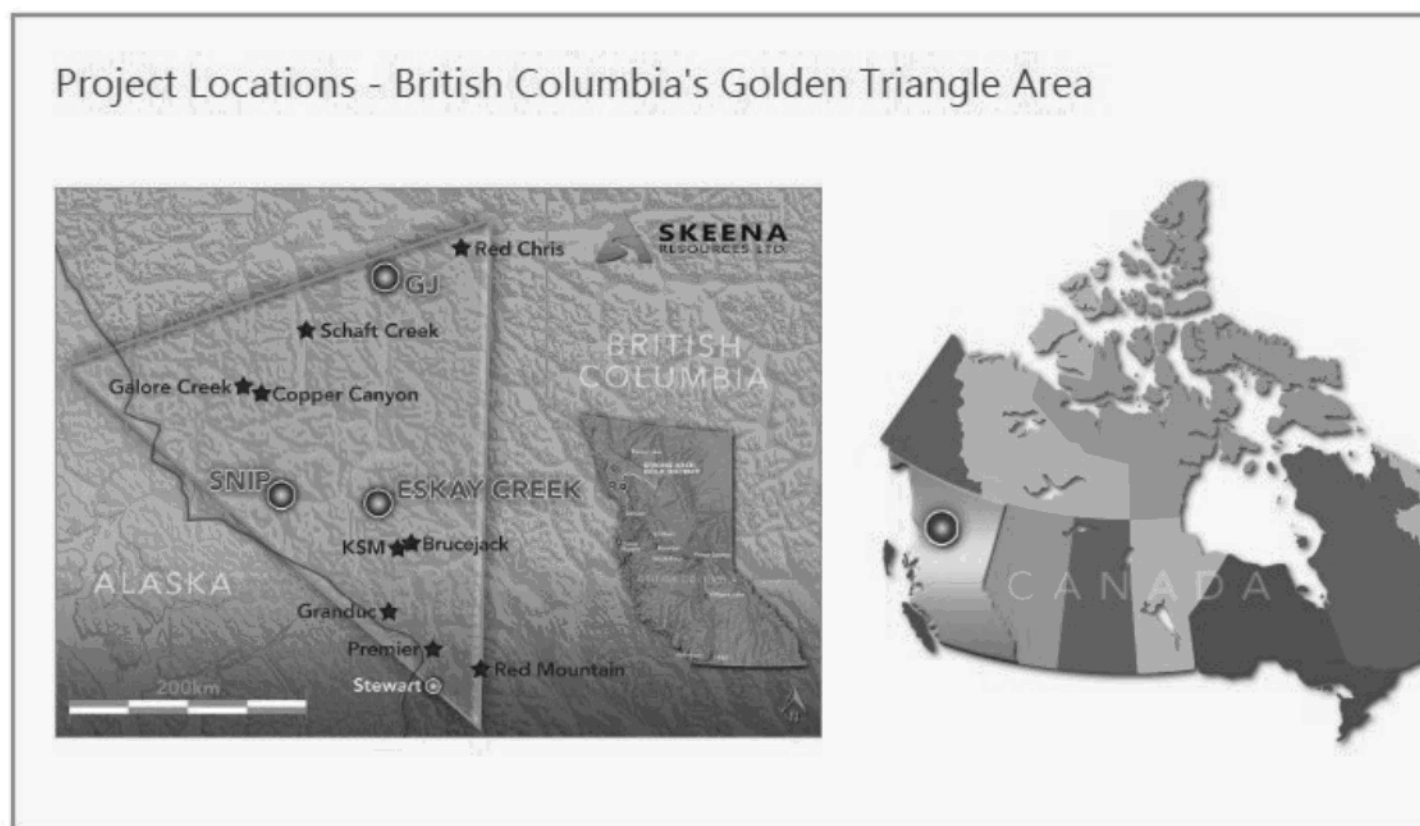 Project Locations - British Columbia's Golden Triangle Area
SKEENA
RESOURCES LTD
Red Chris
GJ
Schaft Creek
BRITISH
COLUMBIA
Galore Creek
Copper Canyon
SNIP
ESKAY CREEK
KSM
Brucejack
ALASKA
CANADA
Granduc
Premier
Red Mountain
Stewart
200km
N